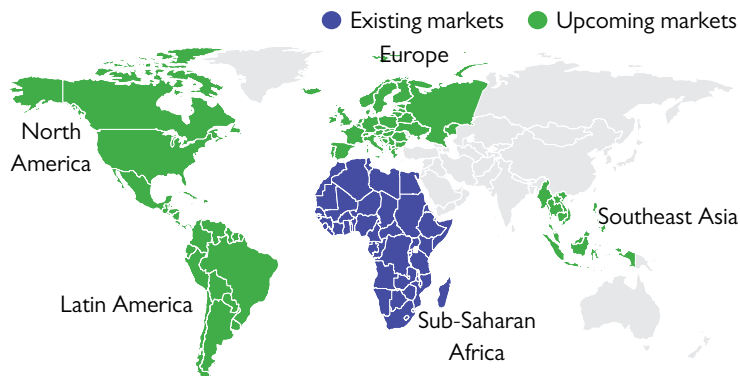 Existing markets
Upcoming markets
Europe
North
America
Southeast Asia
Latin America
Sub-Saharan
Africa